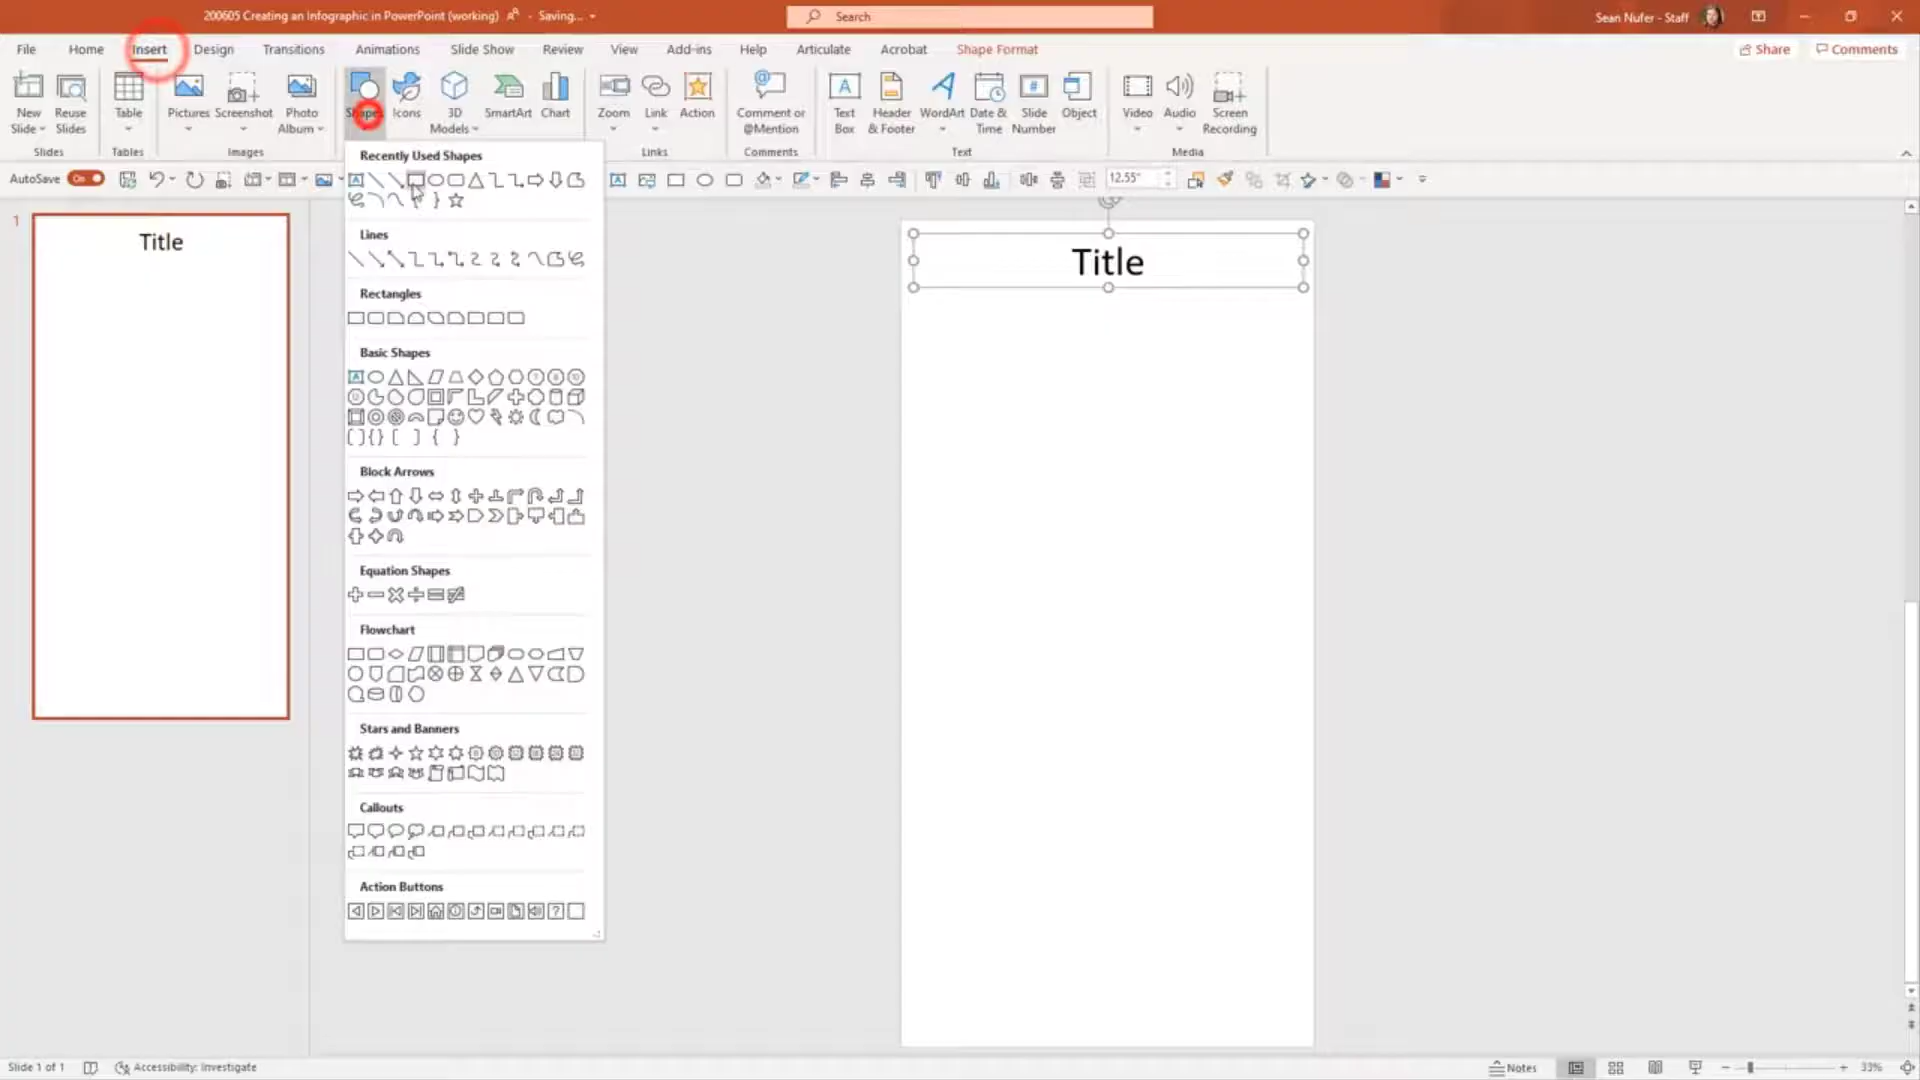 200605 Creating an Infographic in PowerPoint (working) - Saving...
Search
Sean Nufer - Staff
File Home Insert Design Transitions Animations Slide Show Review View Add-ins Help Articulate Acrobat Shape Format Share Comments
New Slide
Reuse Slides
Table
Pictures
Screenshot
Photo Album
Shapes
Icons
3D Models
SmartArt
Chart
Zoom
Link
Action
Comment or @Mention
Text Box
Header & Footer
WordArt
Date & Time
Slide Number
Object
Video
Audio
Screen Recording
Slides Tables Images Links Comments Text Media
AutoSave On
12.55"
Recently Used Shapes
Lines
Rectangles
Basic Shapes
Block Arrows
Equation Shapes
Flowchart
Stars and Banners
Callouts
Action Buttons
1
Title
Title
Slide 1 of 1
Accessibility: Investigate
Notes
33%